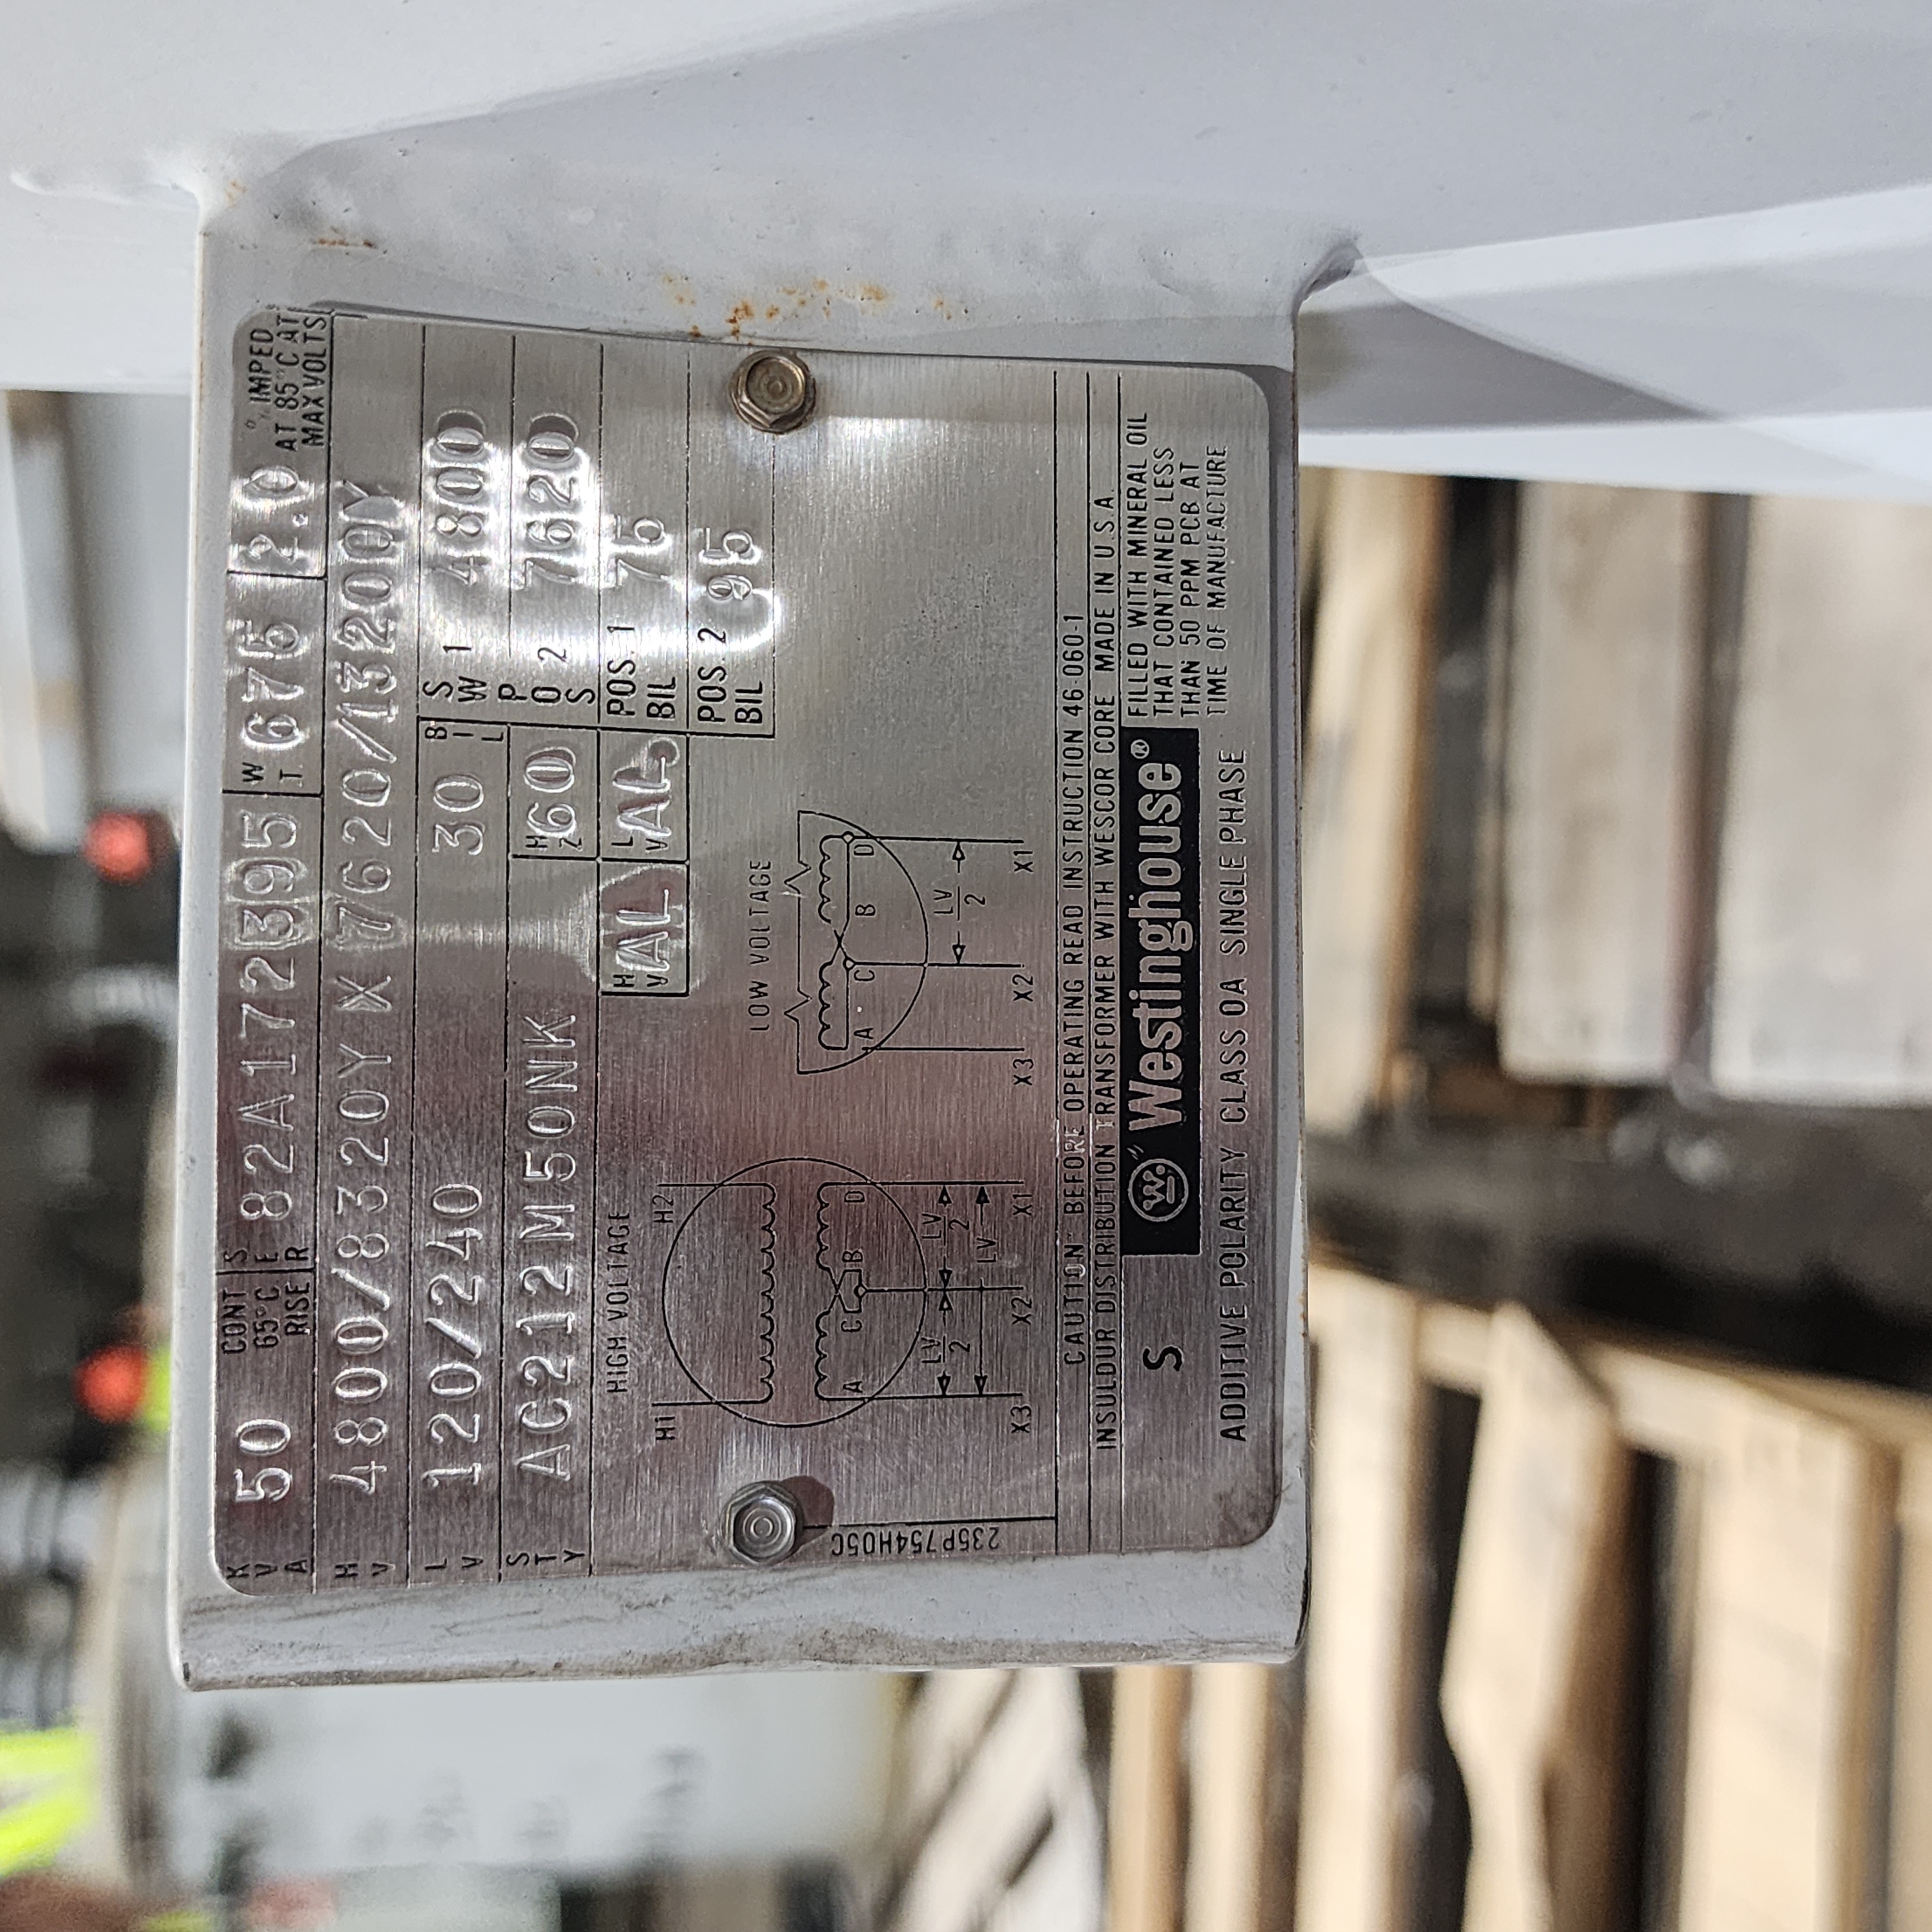 KVA 50 CONT 65°C RISE SER 82A172395 WT 675 2.0 % IMPED AT 85°C AT MAX VOLTS
HV 4800/8320Y X 7620/13200Y
LV 120/240 30 BIL SW POS 1 4800
STY AC212M50NK HZ 60 2 7620
HIGH VOLTAGE HV AL LV AL POS. 1 BIL 75
H1 H2 POS. 2 BIL 95
LOW VOLTAGE
A C B D A C B D
235P754H05C
LV/2 LV/2 LV/2
LV
X3 X2 X1 X3 X2 X1
CAUTION BEFORE OPERATING READ INSTRUCTION 46-060-1
INSULDUR DISTRIBUTION TRANSFORMER WITH WESCOR CORE MADE IN U.S.A.
S W Westinghouse®
FILLED WITH MINERAL OIL
THAT CONTAINED LESS
THAN 50 PPM PCB AT
TIME OF MANUFACTURE
ADDITIVE POLARITY CLASS OA SINGLE PHASE